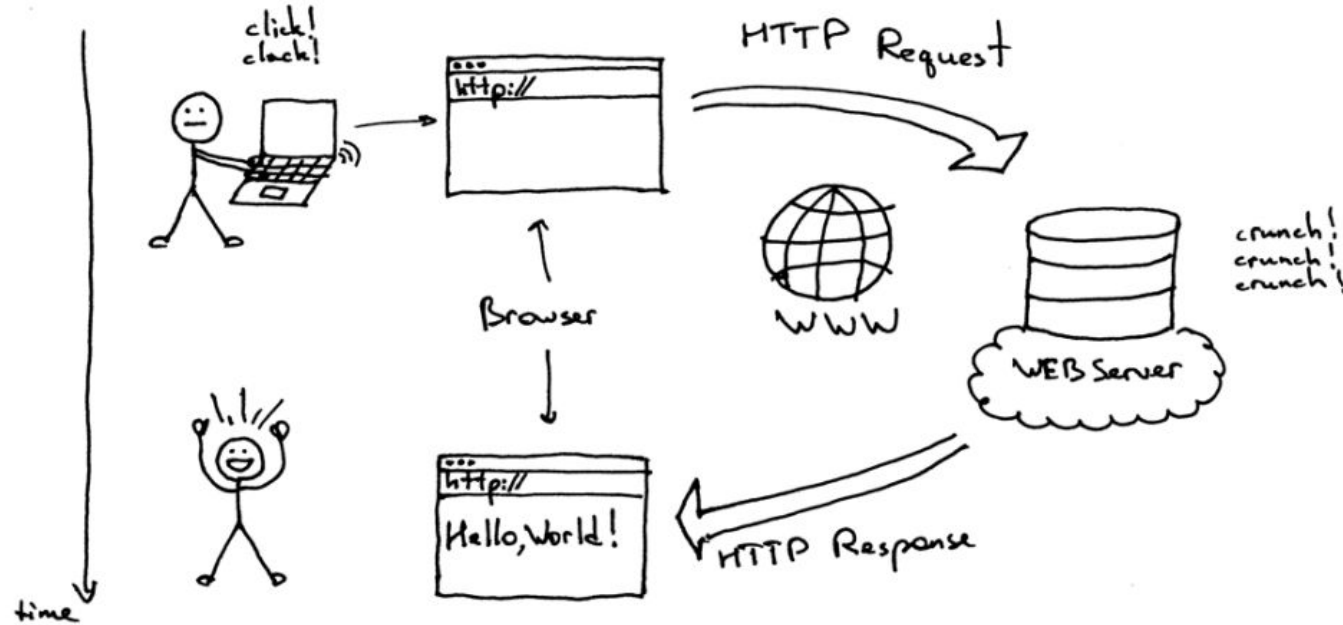 click!
clack!
http://
HTTP Request
crunch!
crunch!
crunch!
Browser
WWW
WEB Server
http://
Hello, World!
HTTP Response
time